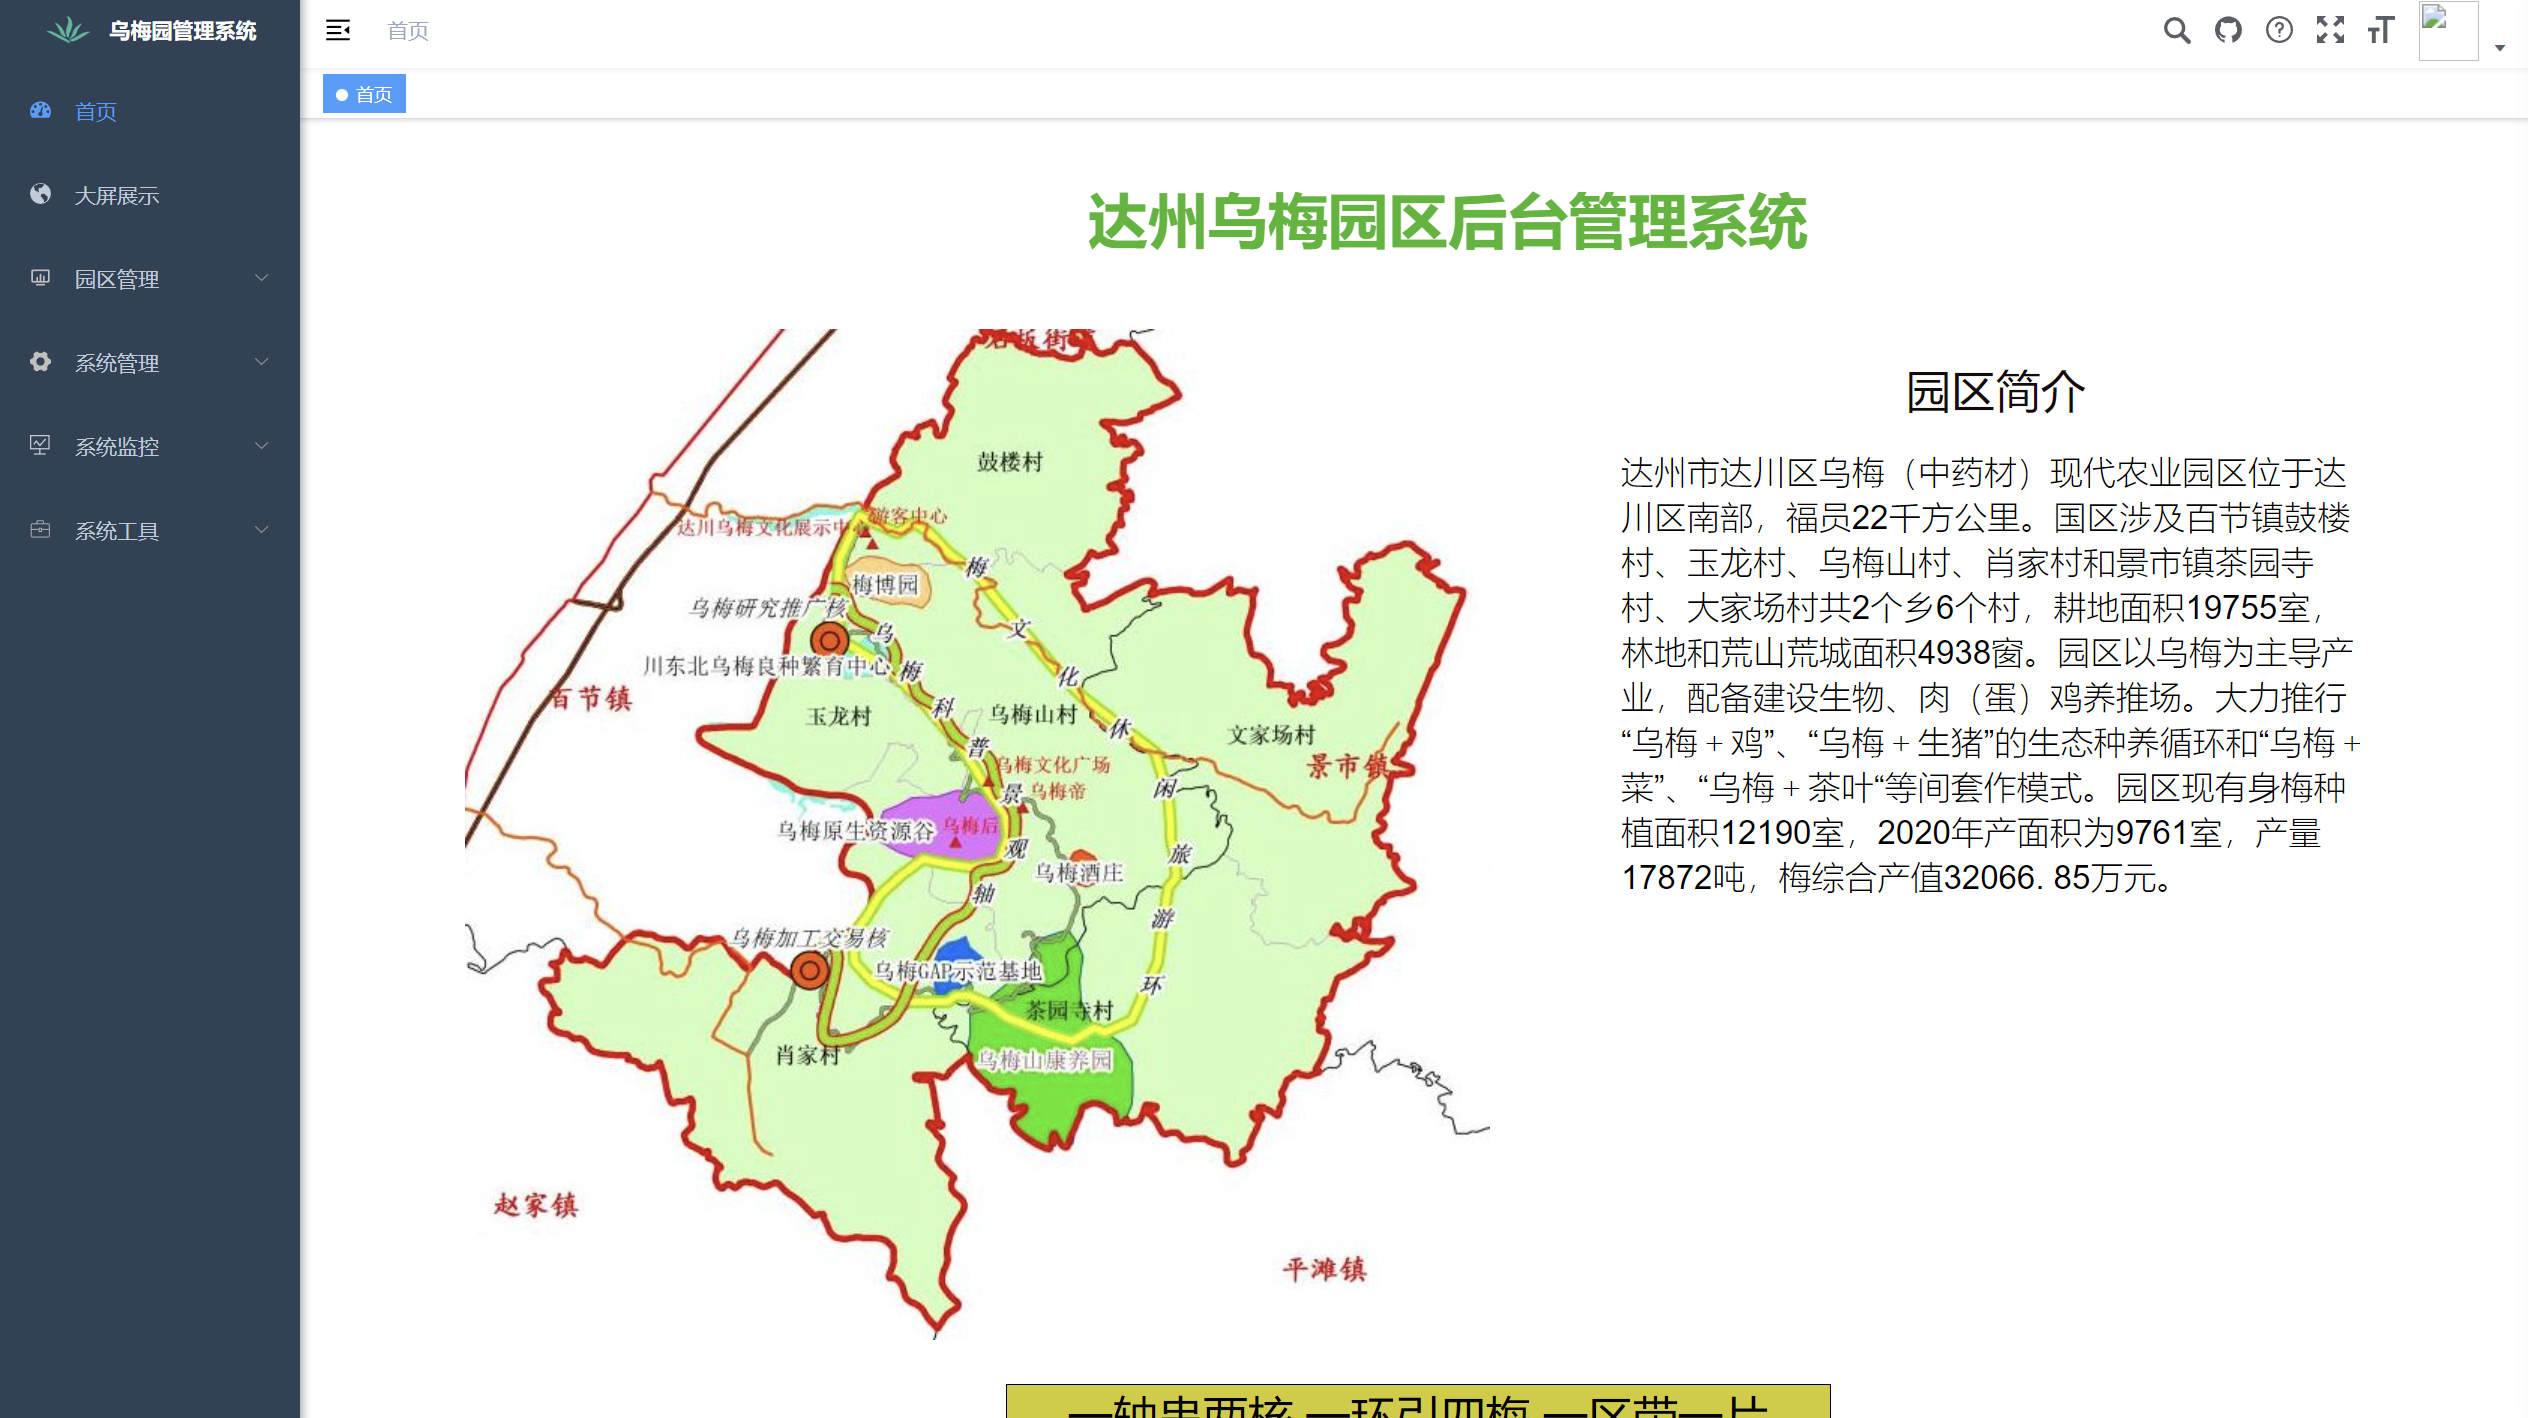 乌梅园管理系统
首页
首页
首页
大屏展示
园区管理
系统管理
系统监控
系统工具
达州乌梅园区后台管理系统
鼓楼村
游客中心
达川乌梅文化展示中心
梅博园
乌梅研究推广核
川东北乌梅良种繁育中心
百节镇
玉龙村
乌梅山村
文家场村
景市镇
乌梅文化广场
乌梅帝
乌梅原生资源谷
乌梅后
乌梅酒庄
乌梅科普景观轴
梅文化休闲旅游环
乌梅加工交易核
乌梅GAP示范基地
茶园寺村
肖家村
乌梅山康养园
赵家镇
平滩镇
园区简介
达州市达川区乌梅（中药材）现代农业园区位于达
川区南部，福员22千方公里。国区涉及百节镇鼓楼
村、玉龙村、乌梅山村、肖家村和景市镇茶园寺
村、大家场村共2个乡6个村，耕地面积19755室，
林地和荒山荒城面积4938窗。园区以乌梅为主导产
业，配备建设生物、肉（蛋）鸡养推场。大力推行
“乌梅＋鸡”、“乌梅＋生猪”的生态种养循环和“乌梅＋
菜”、“乌梅＋茶叶“等间套作模式。园区现有身梅种
植面积12190室，2020年产面积为9761室，产量
17872吨，梅综合产值32066. 85万元。
一轴串两核 一环引四梅 一区带一片